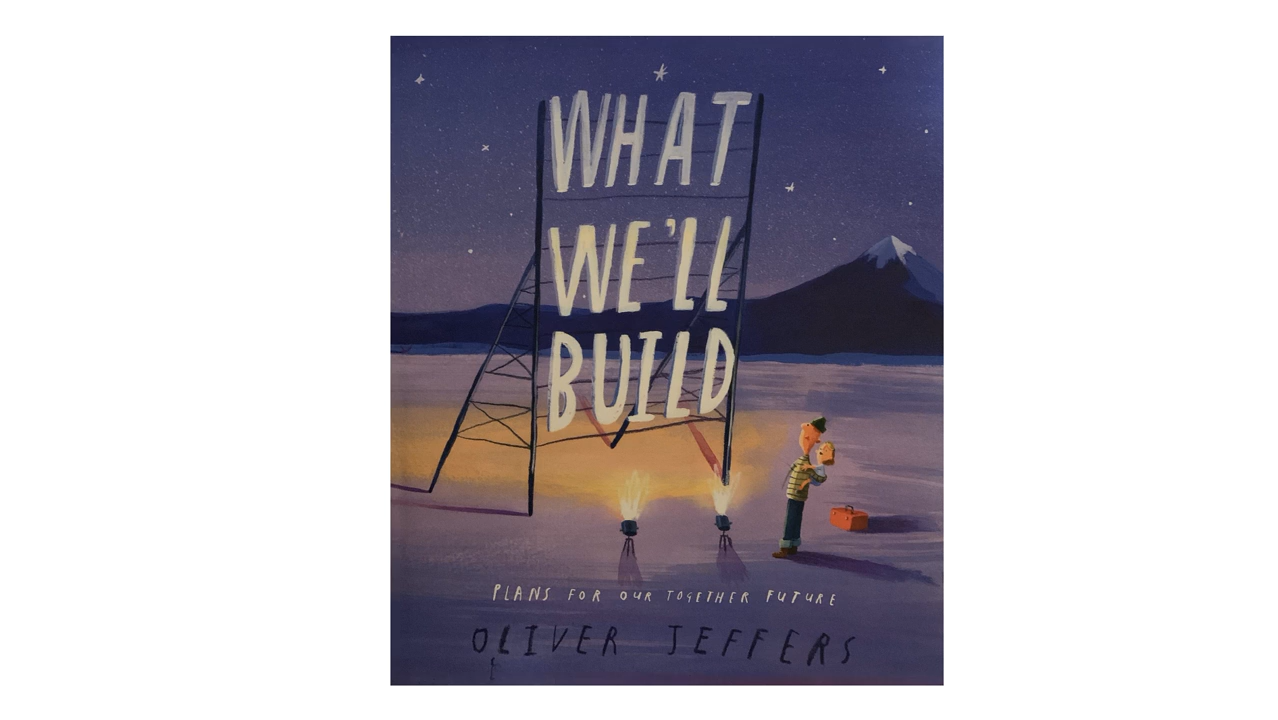 WHAT
WE'LL
BUILD
PLANS FOR OUR TOGETHER FUTURE
OLIVER JEFFERS